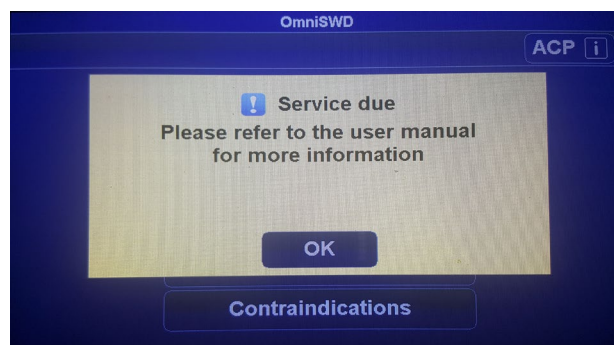 OmniSWD
ACP i
! Service due
Please refer to the user manual
for more information
OK
Contraindications